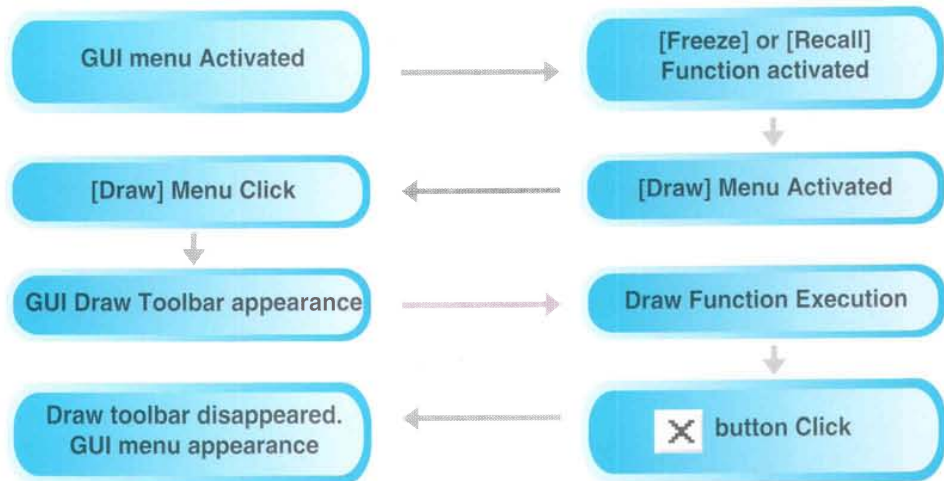 GUI menu Activated
[Freeze] or [Recall]
Function activated
[Draw] Menu Activated
[Draw] Menu Click
GUI Draw Toolbar appearance
Draw Function Execution
X button Click
Draw toolbar disappeared.
GUI menu appearance